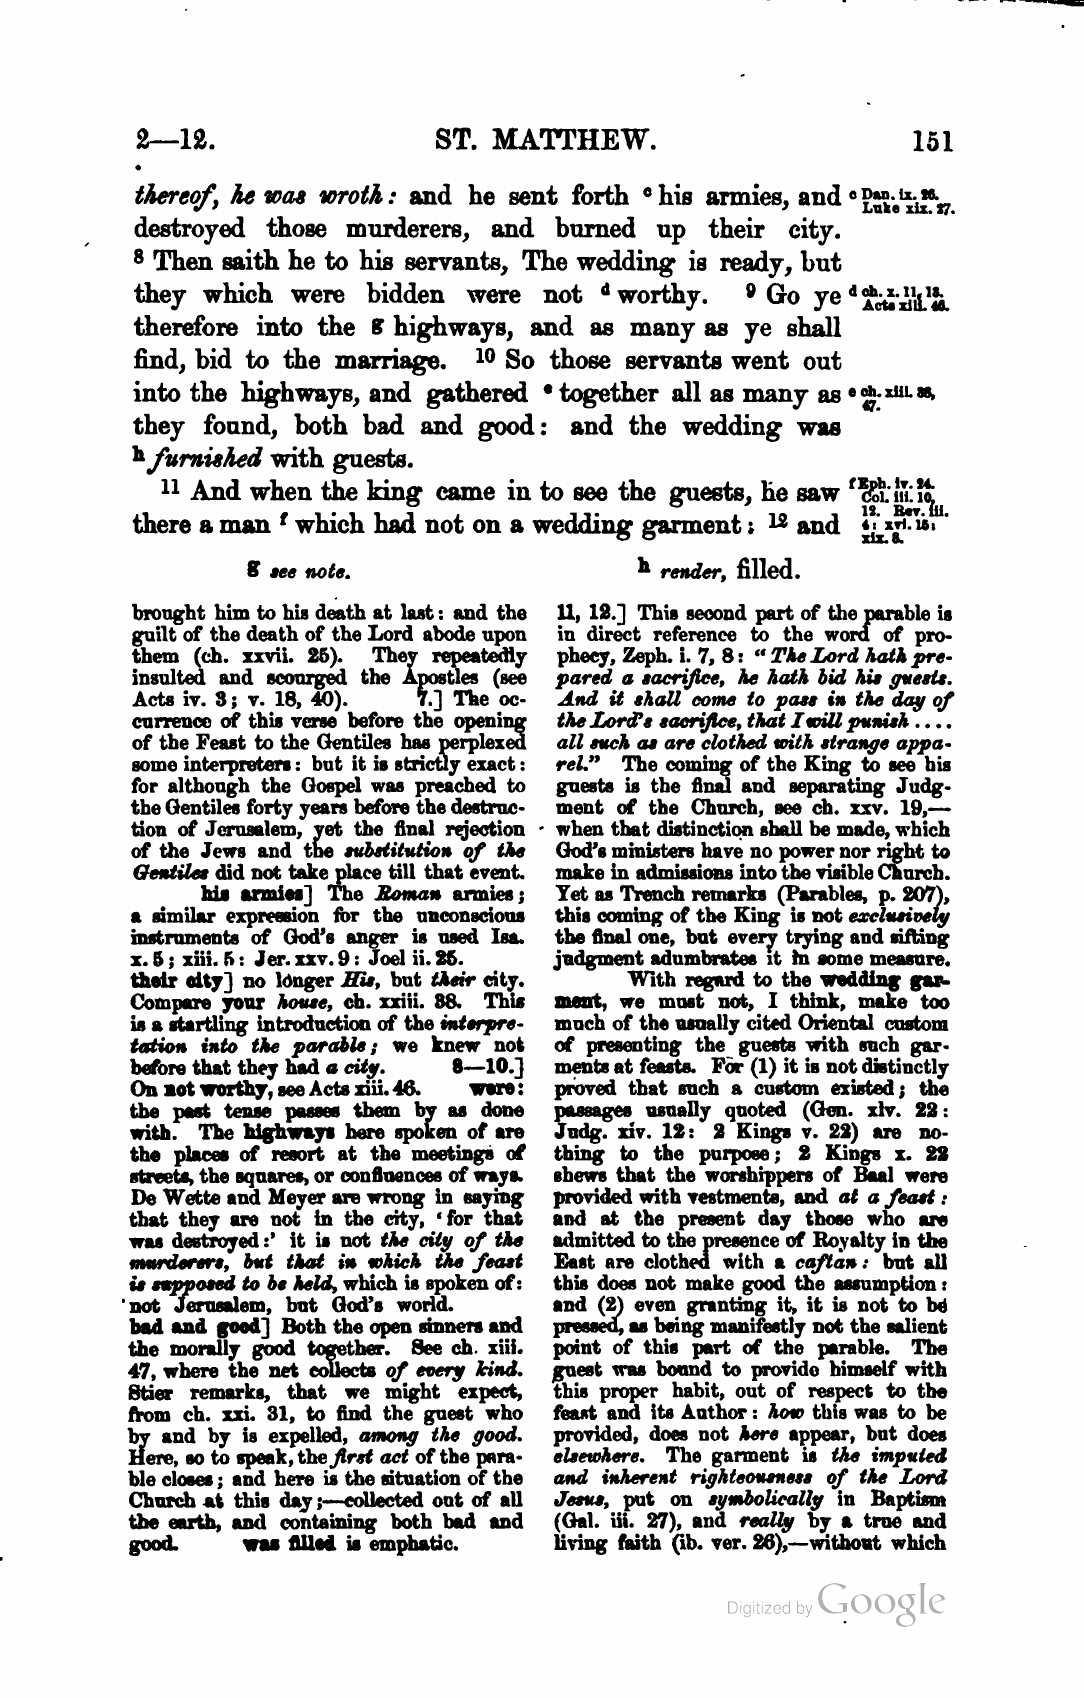 2—12.
ST. MATTHEW.
151
thereof, he was wroth: and he sent forth c his armies, and
destroyed those murderers, and burned up their city.
8 Then saith he to his servants, The wedding is ready, but
they which were bidden were not d worthy. 9 Go ye
therefore into the g highways, and as many as ye shall
find, bid to the marriage. 10 So those servants went out
into the highways, and gathered e together all as many as
they found, both bad and good: and the wedding was
h furnished with guests.
11 And when the king came in to see the guests, he saw
there a man f which had not on a wedding garment: 12 and
c Dan. ix. 26.
Luke xix. 27.
d ch. x. 11, 13.
Acts xiii. 46.
e ch. xiii. 38,
47.
f Eph. iv. 24.
Col. iii. 10,
12. Rev. iii.
4: xvi. 15:
xix. 8.
g see note.
h render, filled.
brought him to his death at last: and the
guilt of the death of the Lord abode upon
them (ch. xxvii. 25). They repeatedly
insulted and scourged the Apostles (see
Acts iv. 3; v. 18, 40). 7.] The oc-
currence of this verse before the opening
of the Feast to the Gentiles has perplexed
some interpreters: but it is strictly exact:
for although the Gospel was preached to
the Gentiles forty years before the destruc-
tion of Jerusalem, yet the final rejection
of the Jews and the substitution of the
Gentiles did not take place till that event.
his armies] The Roman armies;
a similar expression for the unconscious
instruments of God's anger is used Isa.
x. 5; xiii. 5: Jer. xxv. 9: Joel ii. 25.
their city] no longer His, but their city.
Compare your house, ch. xxiii. 38. This
is a startling introduction of the interpre-
tation into the parable; we knew not
before that they had a city. 8—10.]
On not worthy, see Acts xiii. 46. were:
the past tense passes them by as done
with. The highways here spoken of are
the places of resort at the meetings of
streets, the squares, or confluences of ways.
De Wette and Meyer are wrong in saying
that they are not in the city, 'for that
was destroyed:' it is not the city of the
murderers, but that in which the feast
is supposed to be held, which is spoken of:
not Jerusalem, but God's world.
bad and good] Both the open sinners and
the morally good together. See ch. xiii.
47, where the net collects of every kind.
Stier remarks, that we might expect,
from ch. xxi. 31, to find the guest who
by and by is expelled, among the good.
Here, so to speak, the first act of the para-
ble closes; and here is the situation of the
Church at this day;—collected out of all
the earth, and containing both bad and
good. was filled is emphatic.
11, 12.] This second part of the parable is
in direct reference to the word of pro-
phecy, Zeph. i. 7, 8: "The Lord hath pre-
pared a sacrifice, he hath bid his guests.
And it shall come to pass in the day of
the Lord's sacrifice, that I will punish ....
all such as are clothed with strange appa-
rel." The coming of the King to see his
guests is the final and separating Judg-
ment of the Church, see ch. xxv. 19,—
when that distinction shall be made, which
God's ministers have no power nor right to
make in admissions into the visible Church.
Yet as Trench remarks (Parables, p. 207),
this coming of the King is not exclusively
the final one, but every trying and sifting
judgment adumbrates it in some measure.
With regard to the wedding gar-
ment, we must not, I think, make too
much of the usually cited Oriental custom
of presenting the guests with such gar-
ments at feasts. For (1) it is not distinctly
proved that such a custom existed; the
passages usually quoted (Gen. xlv. 22:
Judg. xiv. 12: 2 Kings v. 22) are no-
thing to the purpose; 2 Kings x. 22
shews that the worshippers of Baal were
provided with vestments, and at a feast:
and at the present day those who are
admitted to the presence of Royalty in the
East are clothed with a caftan: but all
this does not make good the assumption:
and (2) even granting it, it is not to be
pressed, as being manifestly not the salient
point of this part of the parable. The
guest was bound to provide himself with
this proper habit, out of respect to the
feast and its Author: how this was to be
provided, does not here appear, but does
elsewhere. The garment is the imputed
and inherent righteousness of the Lord
Jesus, put on symbolically in Baptism
(Gal. iii. 27), and really by a true and
living faith (ib. ver. 26),—without which
Digitized by Google